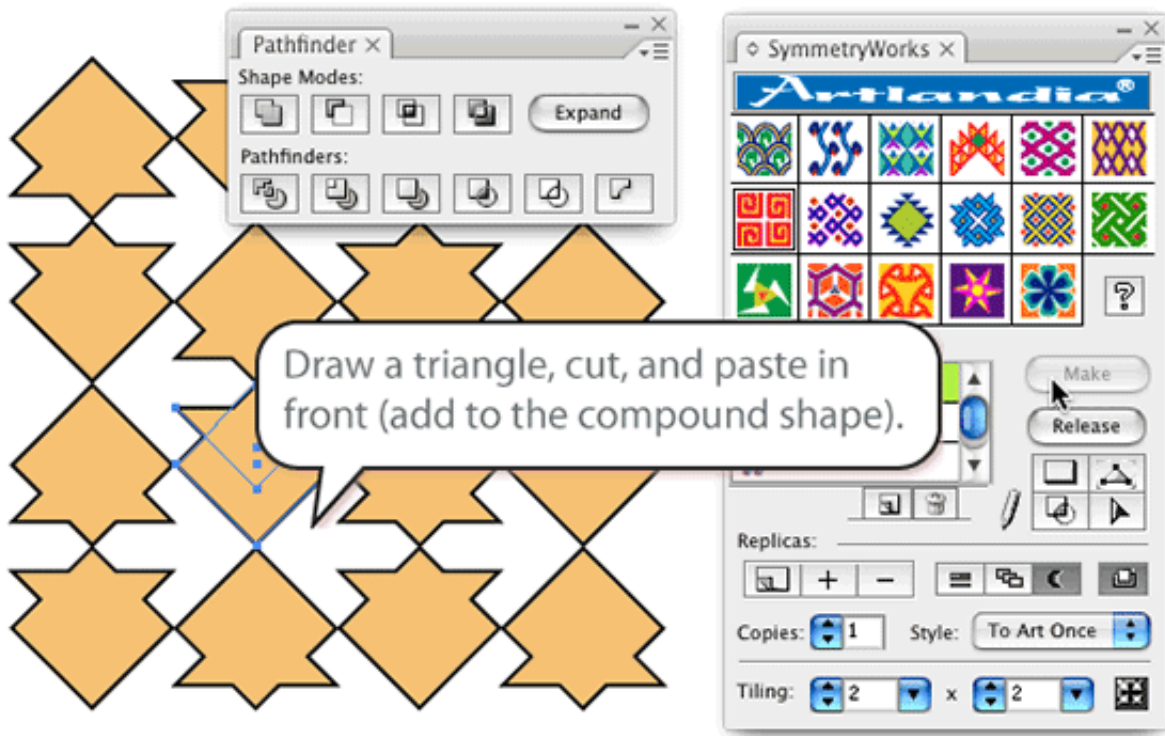 Pathfinder
Shape Modes:
Expand
Pathfinders:
SymmetryWorks
Artlandia®
?
Draw a triangle, cut, and paste in
front (add to the compound shape).
Make
Release
Replicas:
+ −
Copies: 1 Style: To Art Once
Tiling: 2 x 2